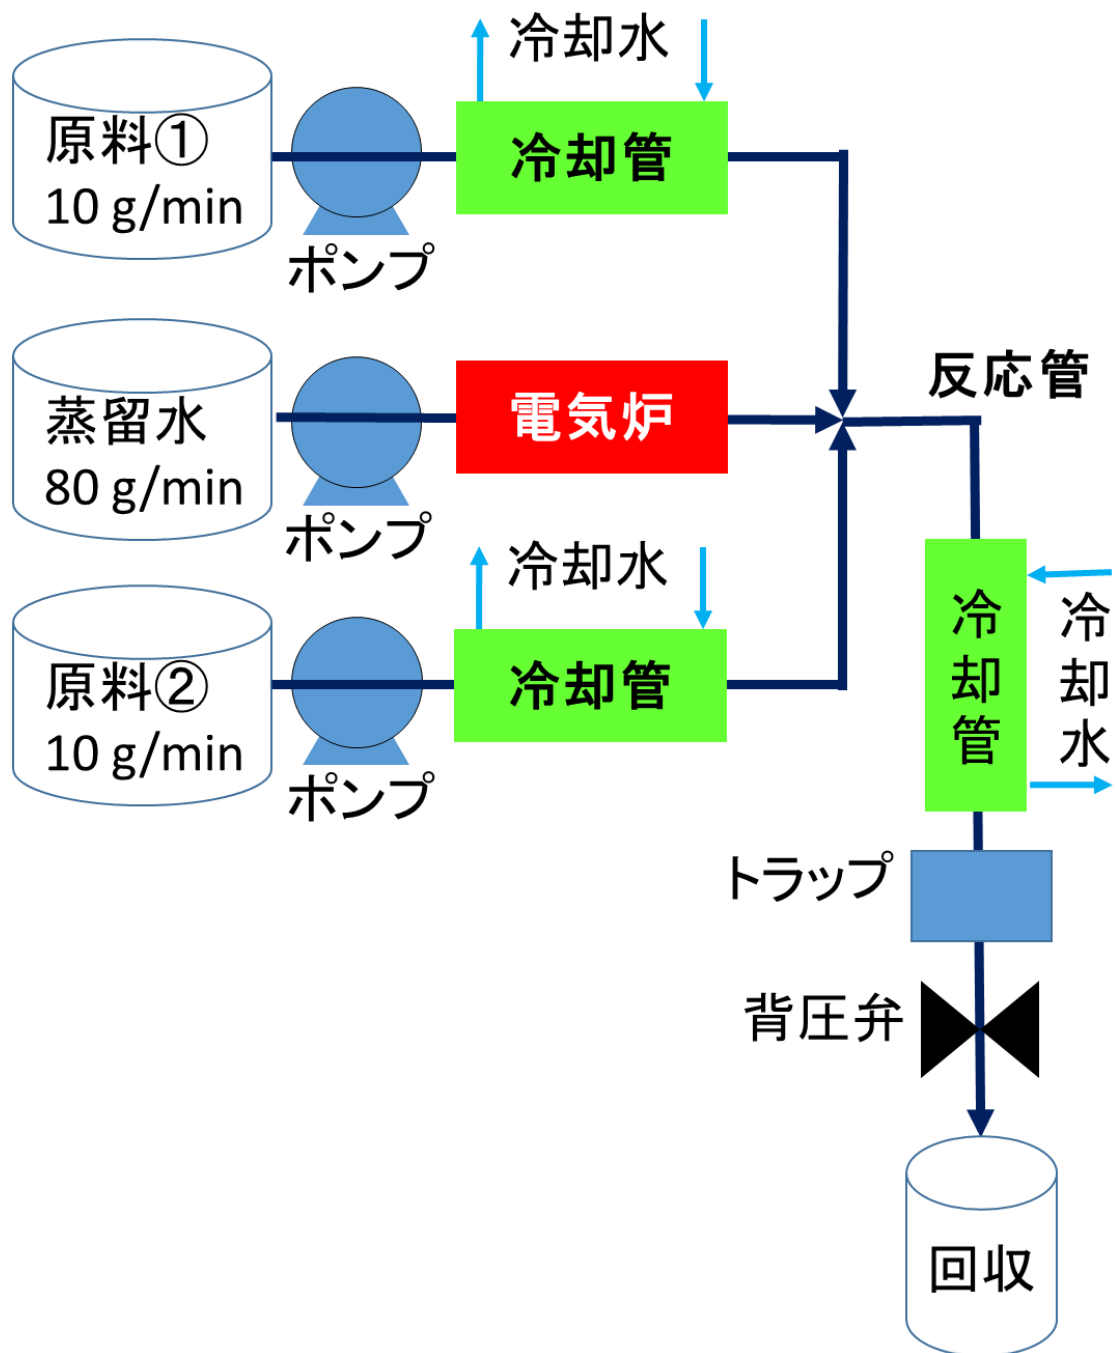 冷却水
原料①
10 g/min
ポンプ
冷却管
蒸留水
80 g/min
ポンプ
電気炉
反応管
冷却水
原料②
10 g/min
ポンプ
冷却管
冷却管
冷却水
トラップ
背圧弁
回収